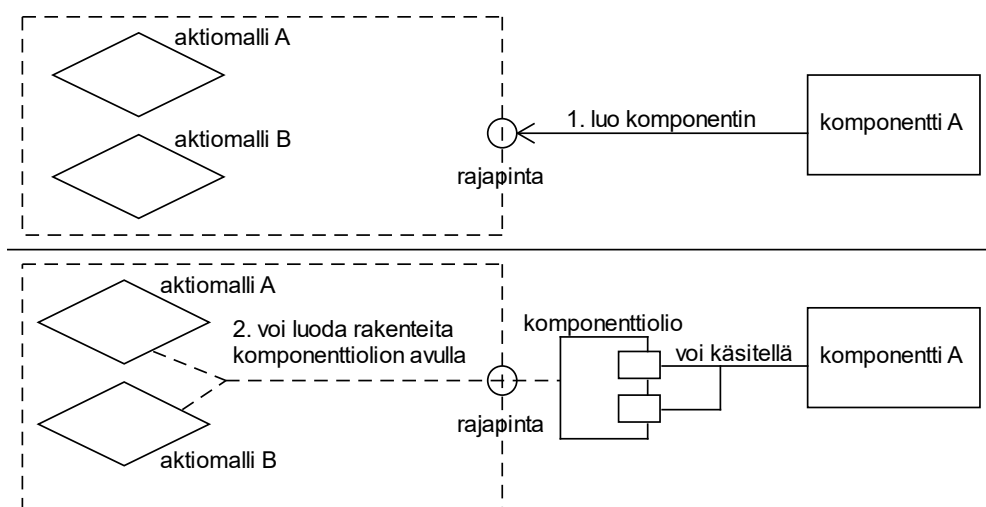 aktiomalli A
aktiomalli B
1. luo komponentin
komponentti A
rajapinta
aktiomalli A
2. voi luoda rakenteita
komponenttiolion avulla
komponenttiolio
voi käsitellä
komponentti A
rajapinta
aktiomalli B